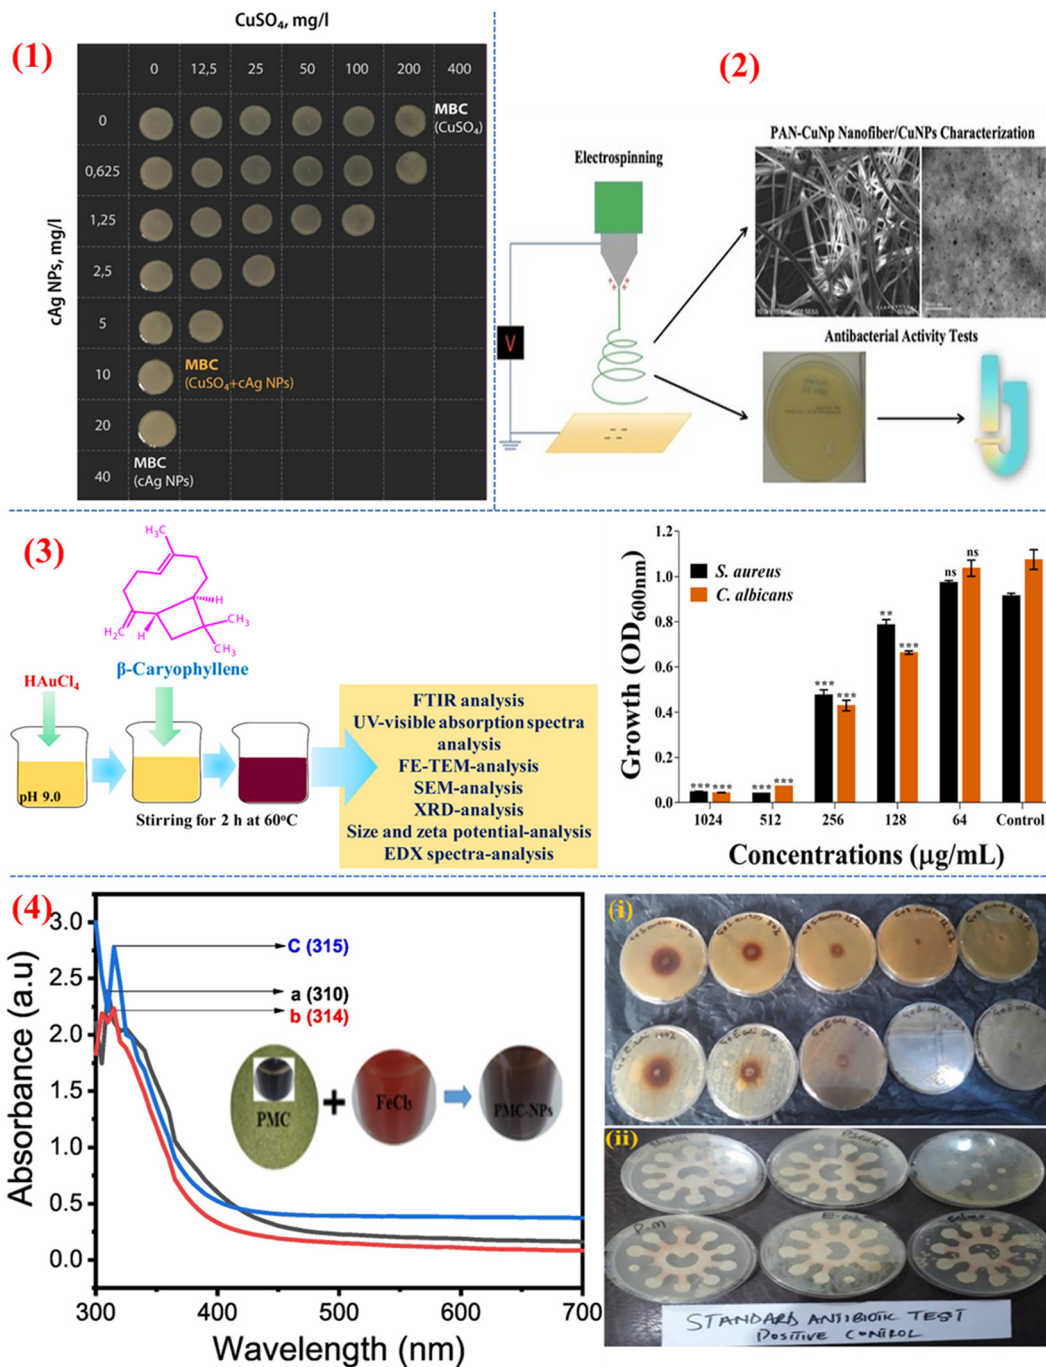 (1)
CuSO₄, mg/l
0 12,5 25 50 100 200 400
cAg NPs, mg/l
0
MBC
(CuSO₄)
0,625
1,25
2,5
5
10
MBC
(CuSO₄+cAg NPs)
20
40
MBC
(cAg NPs)
(2)
Electrospinning
V
PAN-CuNp Nanofiber/CuNPs Characterization
Antibacterial Activity Tests
(3)
H₃C
H
H
H₂C
CH₃
CH₃
β-Caryophyllene
HAuCl₄
pH 9.0
Stirring for 2 h at 60°C
FTIR analysis
UV-visible absorption spectra
analysis
FE-TEM-analysis
SEM-analysis
XRD-analysis
Size and zeta potential-analysis
EDX spectra-analysis
Growth (OD600nm)
1.2
1.0
0.8
0.6
0.4
0.2
0.0
S. aureus
C. albicans
*** ***
*** ***
*** ***
** ***
ns ns
1024 512 256 128 64 Control
Concentrations (µg/mL)
(4)
Absorbance (a.u)
3.0
2.5
2.0
1.5
1.0
0.5
0.0
C (315)
a (310)
b (314)
PMC
+
FeCl₃
PMC-NPs
300 400 500 600 700
Wavelength (nm)
(i)
(ii)
P-M
STANDARD ANTIBIOTIC TEST
POSITIVE CONTROL